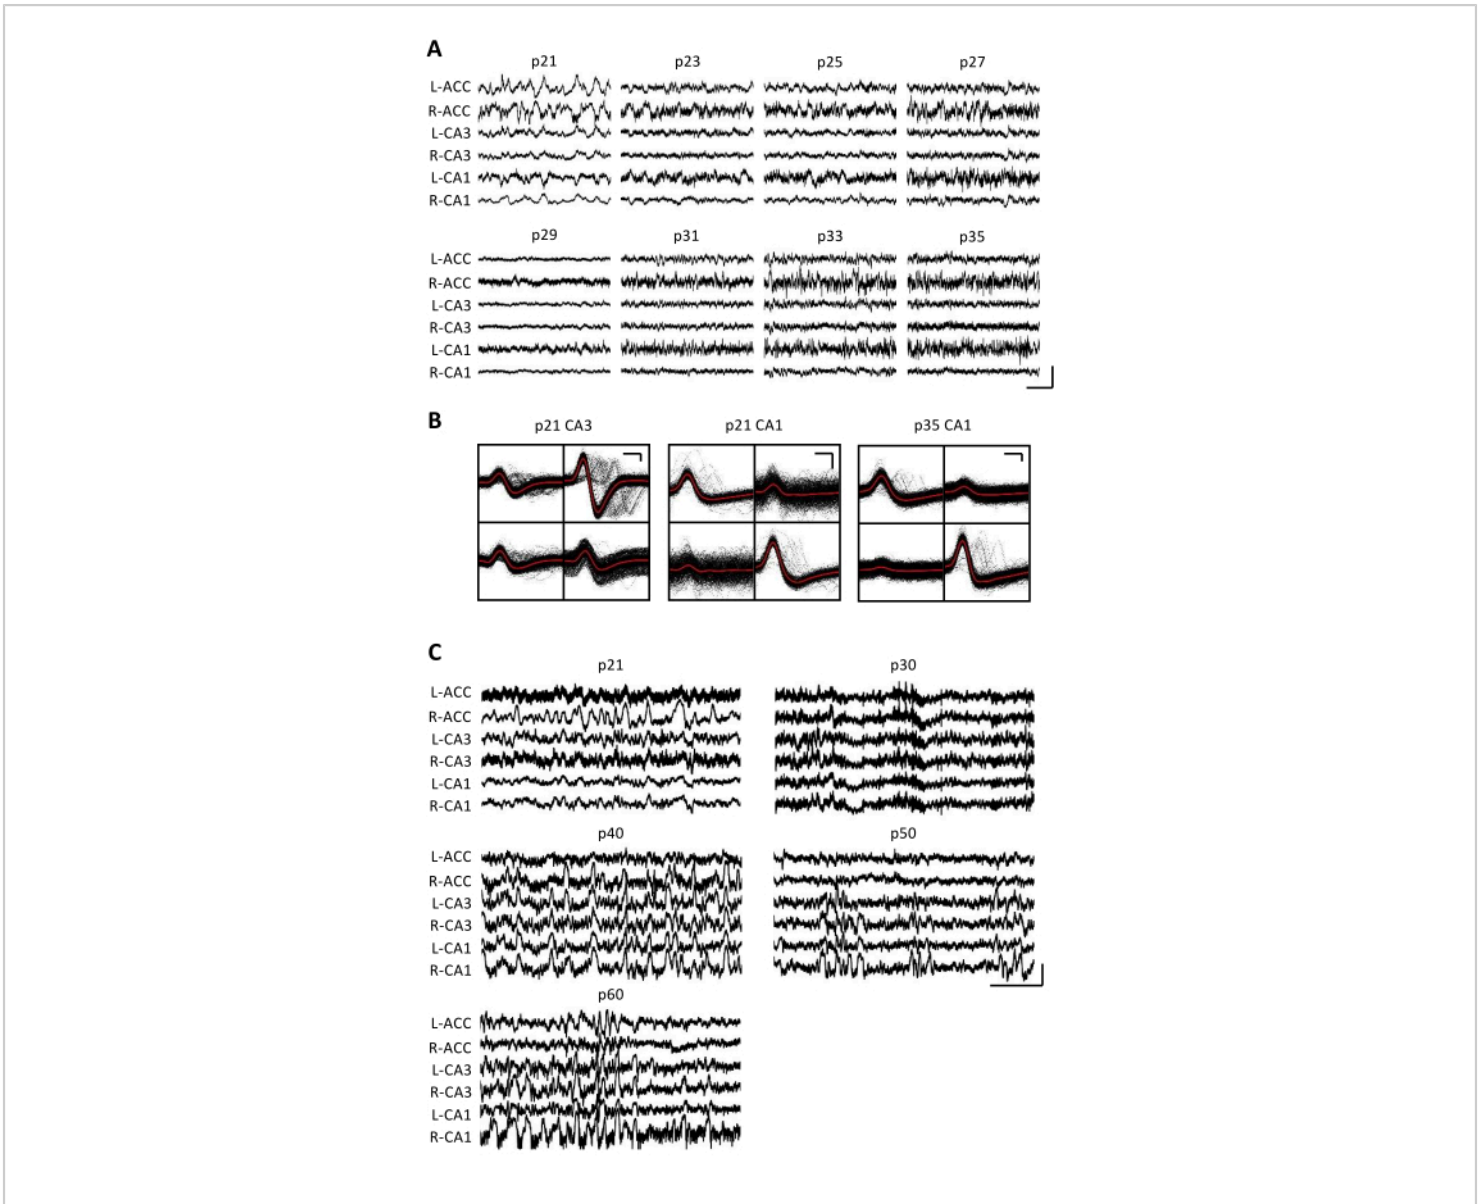 A
p21 p23 p25 p27
L-ACC
R-ACC
L-CA3
R-CA3
L-CA1
R-CA1
p29 p31 p33 p35
L-ACC
R-ACC
L-CA3
R-CA3
L-CA1
R-CA1
B
p21 CA3 p21 CA1 p35 CA1
C
p21 p30
L-ACC
R-ACC
L-CA3
R-CA3
L-CA1
R-CA1
p40 p50
L-ACC
R-ACC
L-CA3
R-CA3
L-CA1
R-CA1
p60
L-ACC
R-ACC
L-CA3
R-CA3
L-CA1
R-CA1